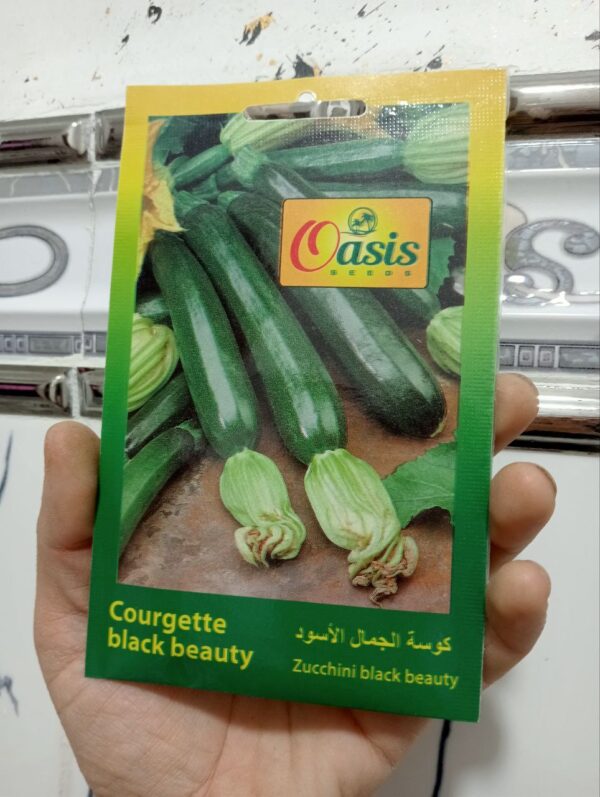 Oasis
SEEDS
Courgette
black beauty
كوسة الجمال الأسود
Zucchini black beauty